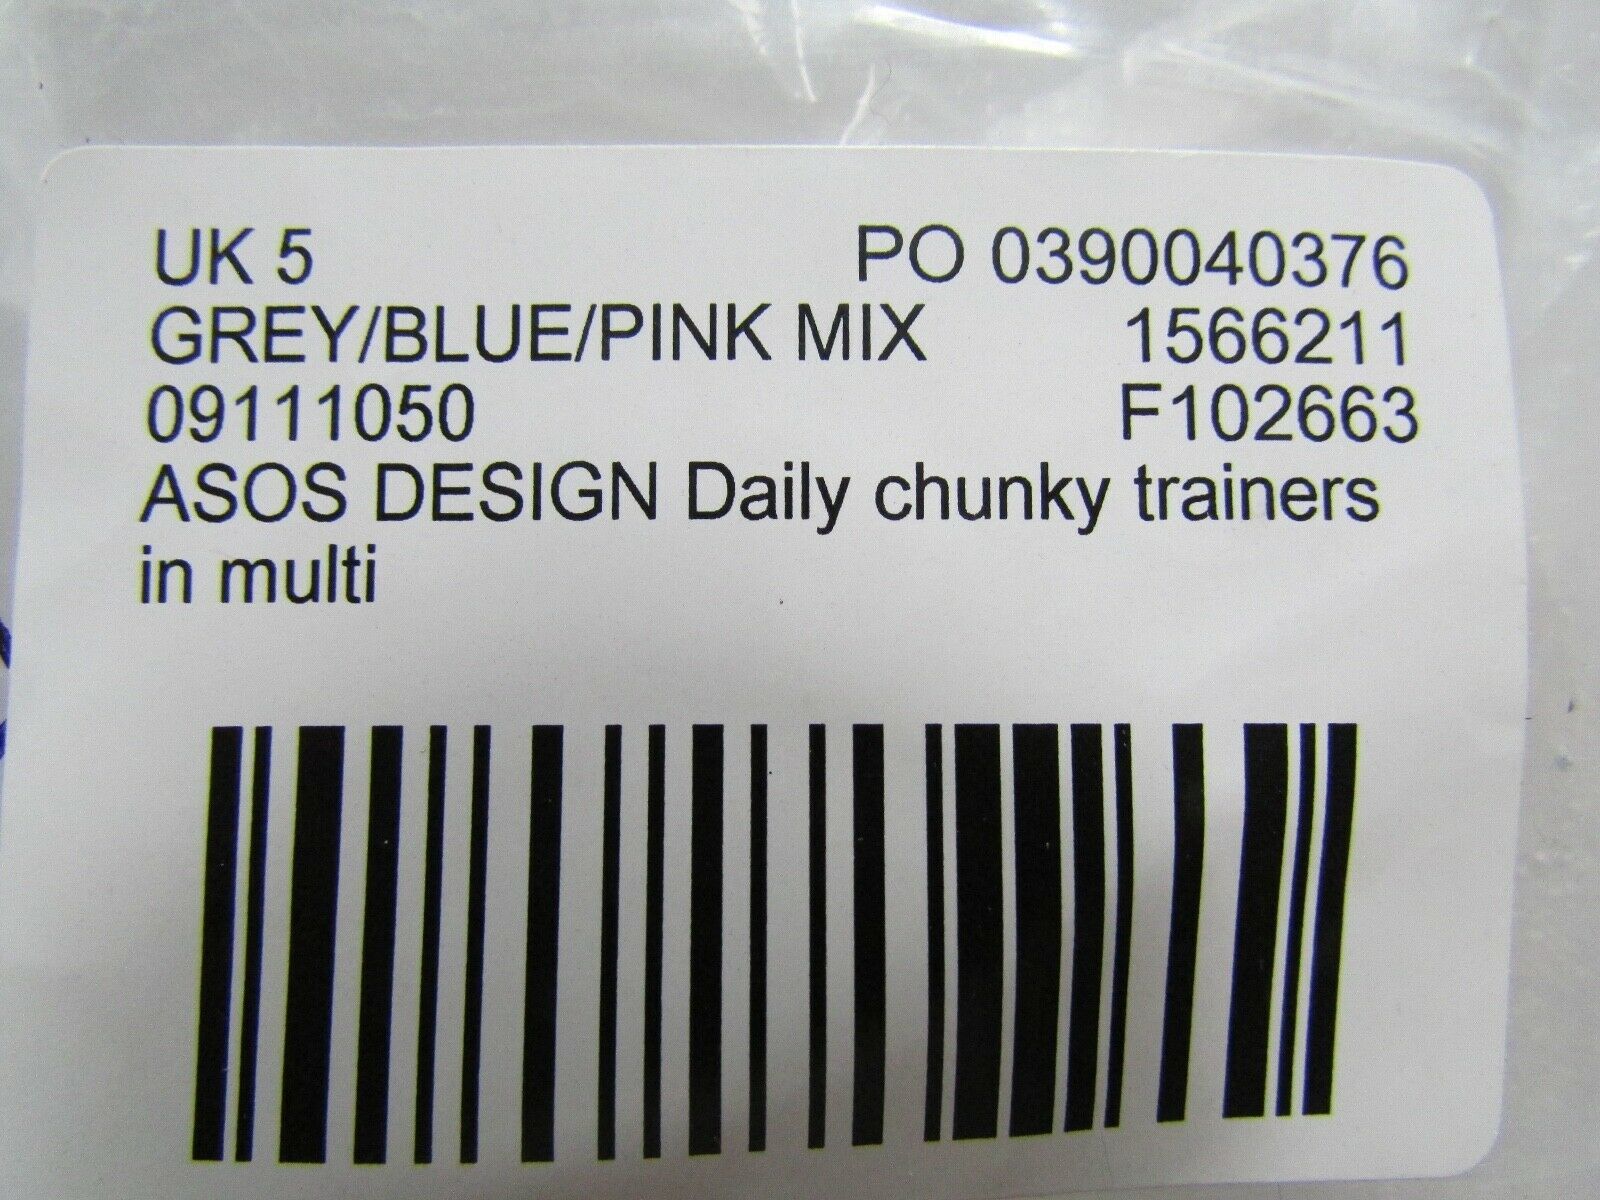 UK 5 PO 0390040376
GREY/BLUE/PINK MIX 1566211
09111050 F102663
ASOS DESIGN Daily chunky trainers
in multi